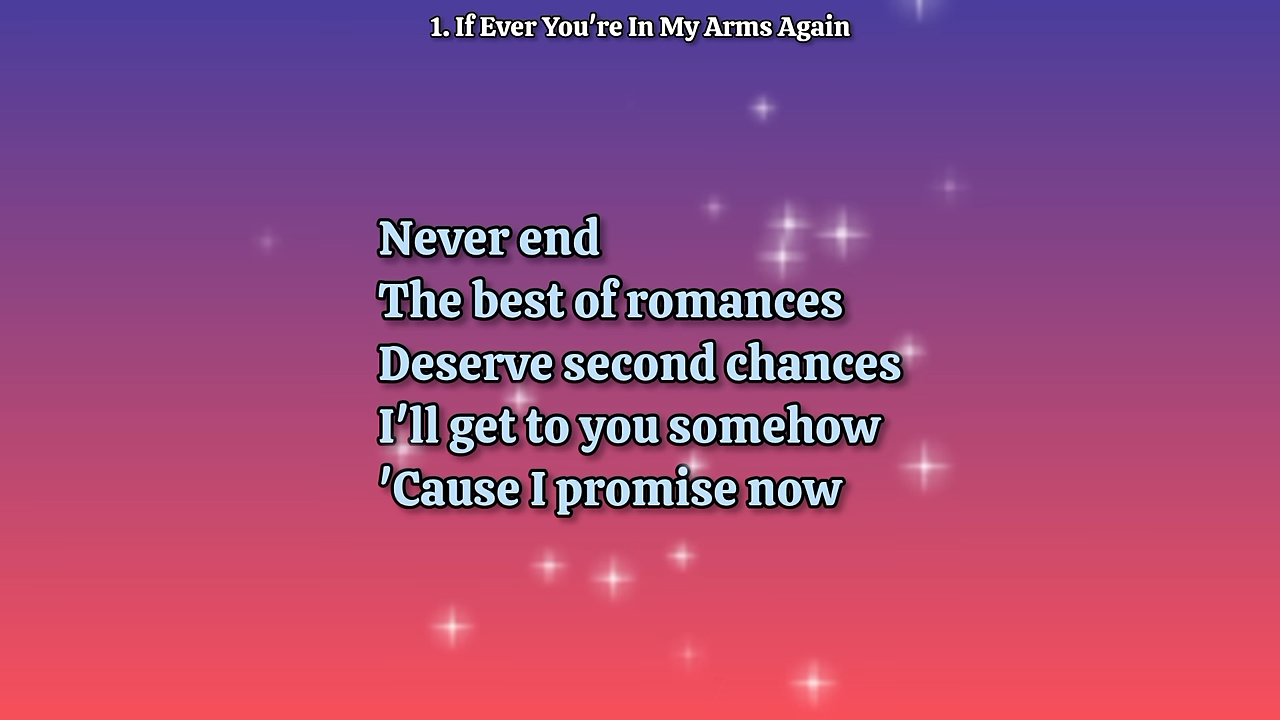 1. If Ever You're In My Arms Again
Never end
The best of romances
Deserve second chances
I'll get to you somehow
'Cause I promise now